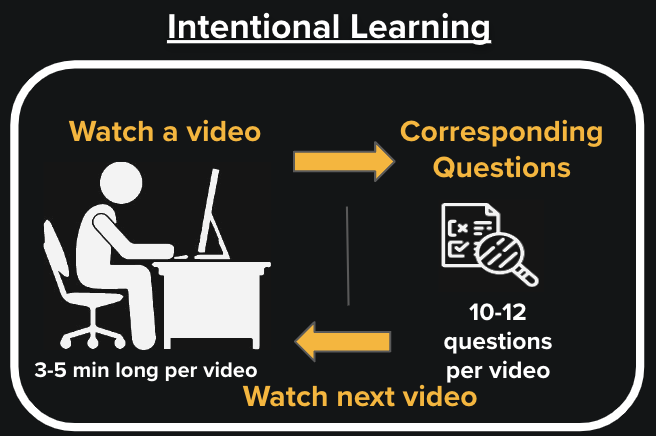 Intentional Learning
Watch a video
Corresponding
Questions
10-12
questions
per video
3-5 min long per video
Watch next video